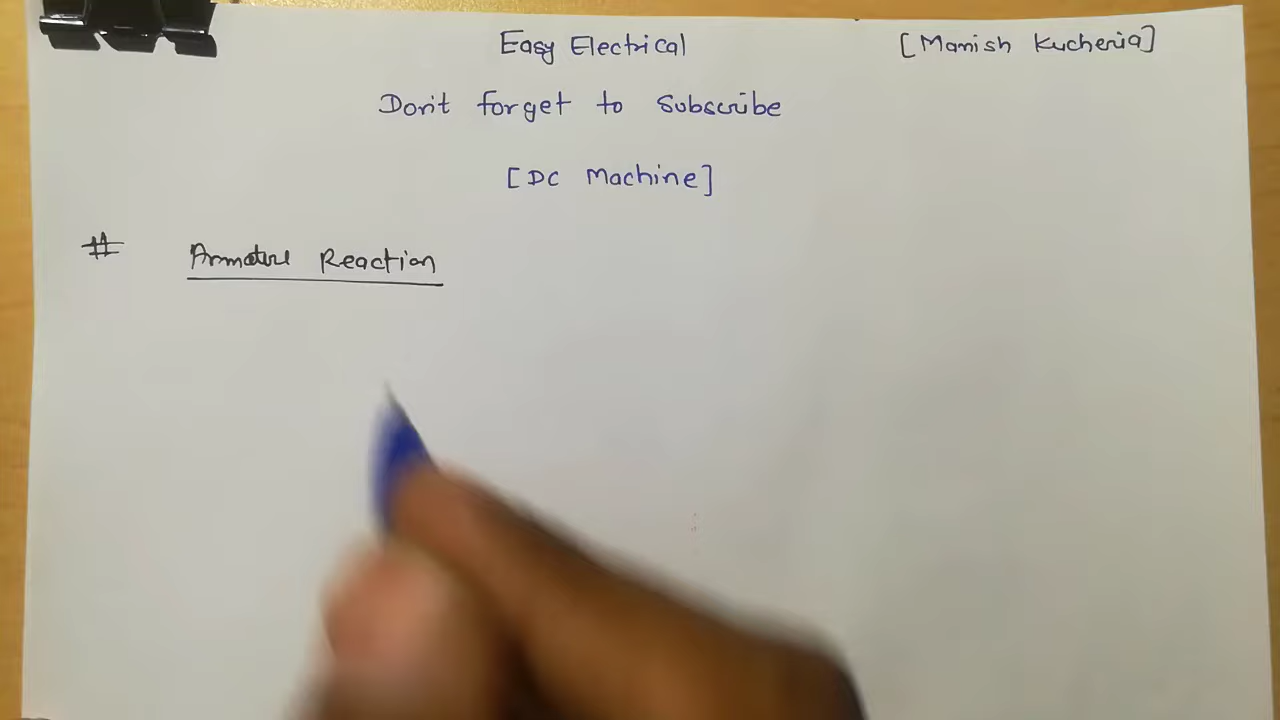 Easy Electrical [Manish Kucheria]
Don't forget to Subscribe
[DC Machine]
# Armature Reaction